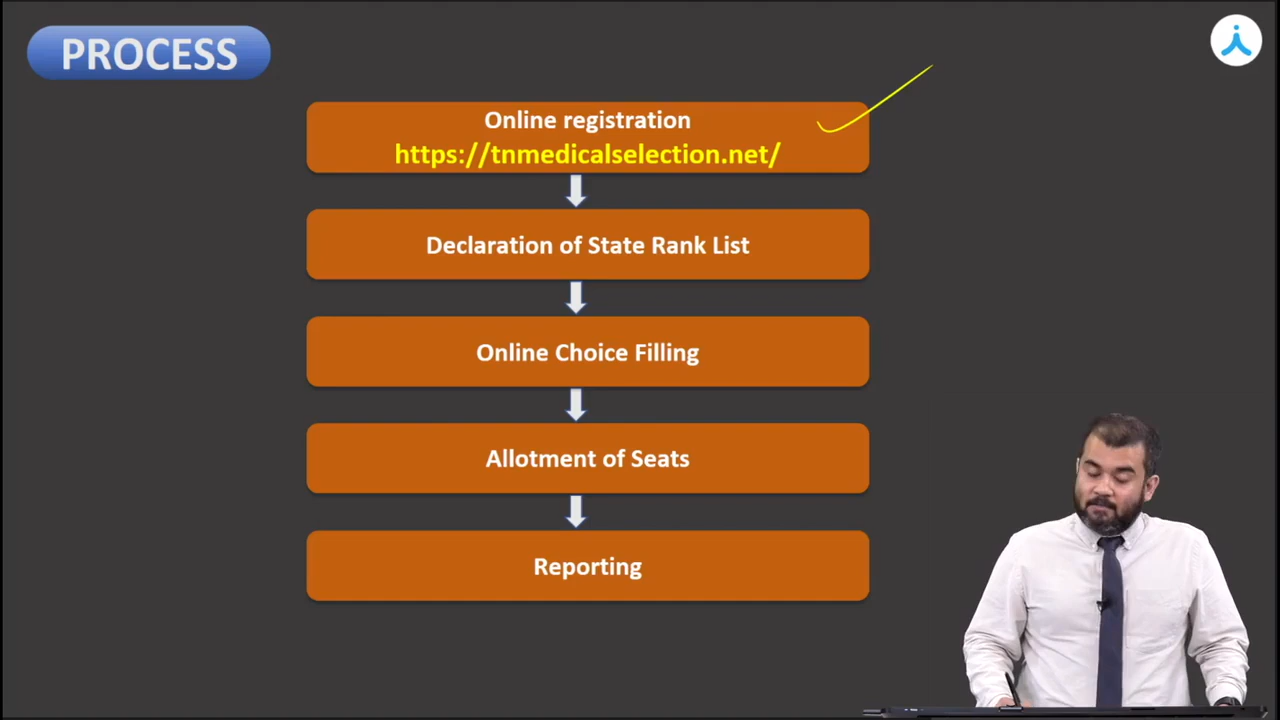 PROCESS
Online registration
https://tnmedicalselection.net/
Declaration of State Rank List
Online Choice Filling
Allotment of Seats
Reporting